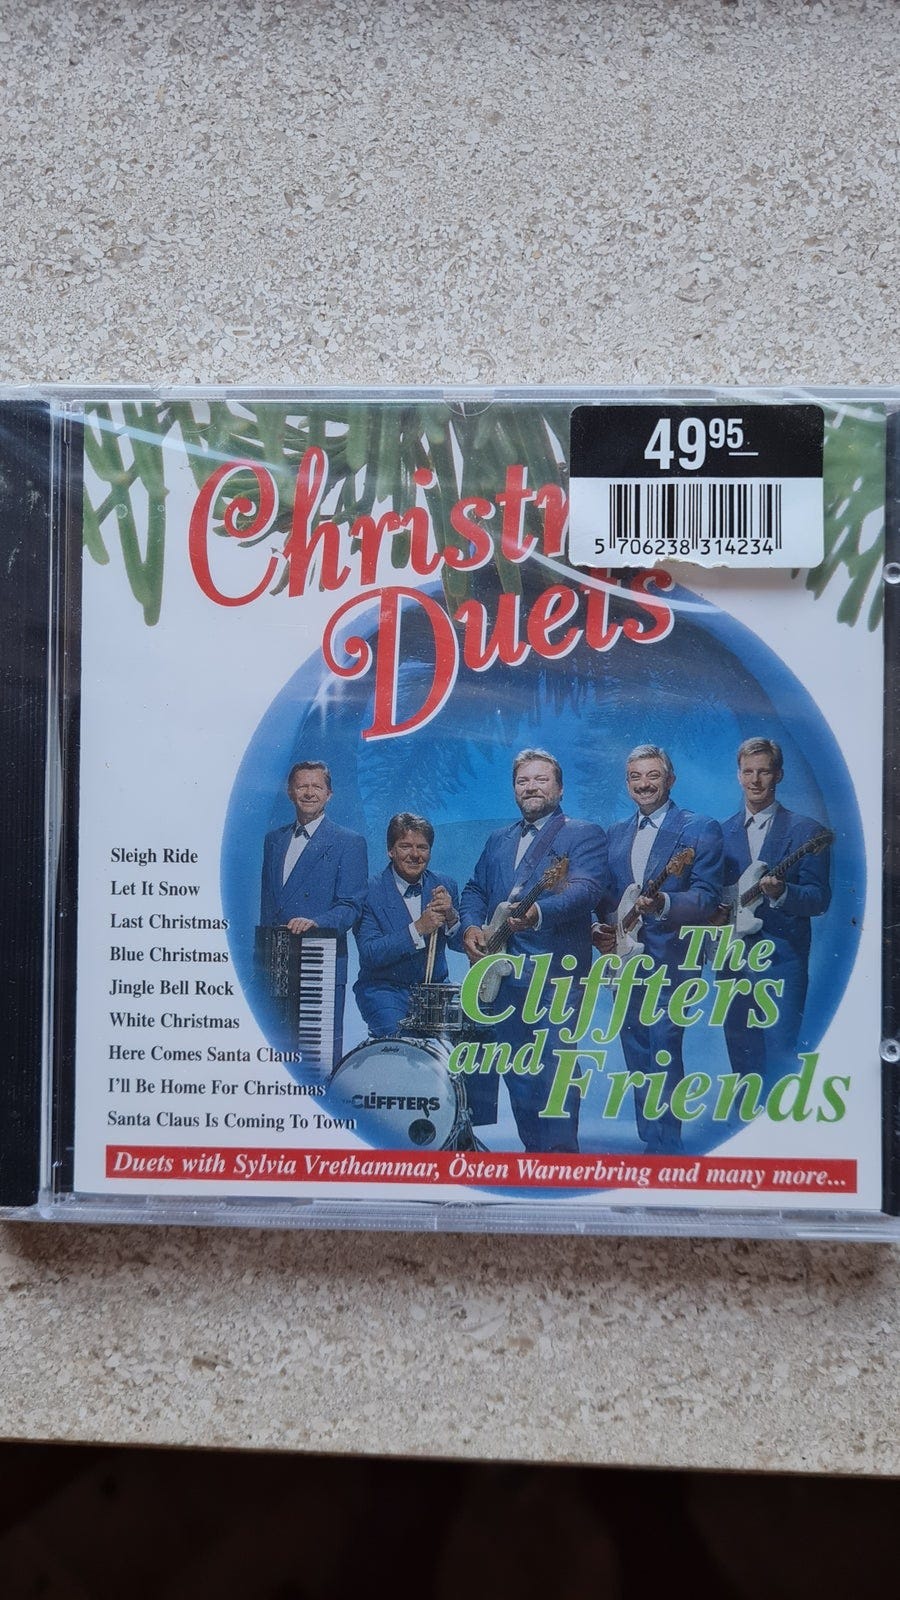 49 95
5 706238 314234
Christm
Duets
Sleigh Ride
Let It Snow
Last Christmas
Blue Christmas
Jingle Bell Rock
White Christmas
Here Comes Santa Claus
I'll Be Home For Christmas
Santa Claus Is Coming To Town
The
Cliffters
and Friends
THE CLIFFTERS
Duets with Sylvia Vrethammar, Östen Warnerbring and many more...